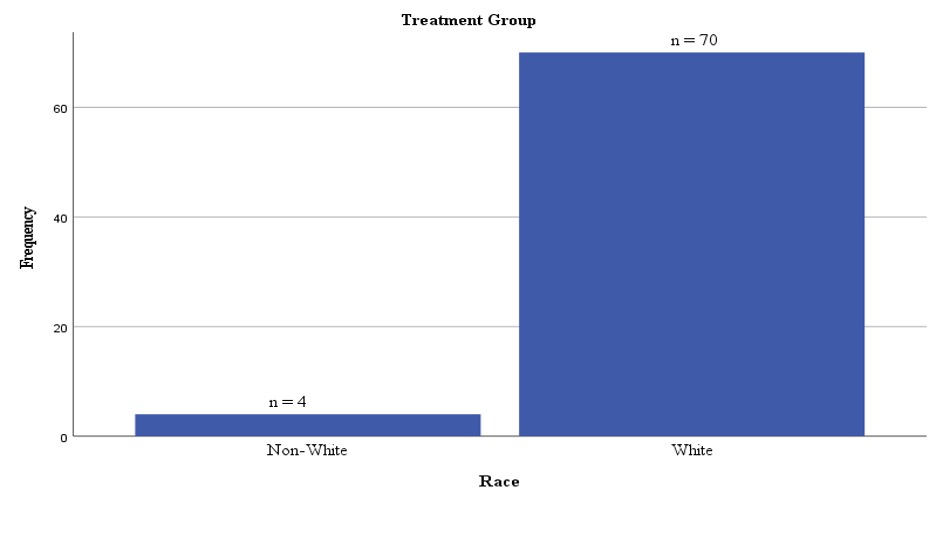 Treatment Group
n = 70
60
40
20
0
Frequency
n = 4
Non-White
White
Race